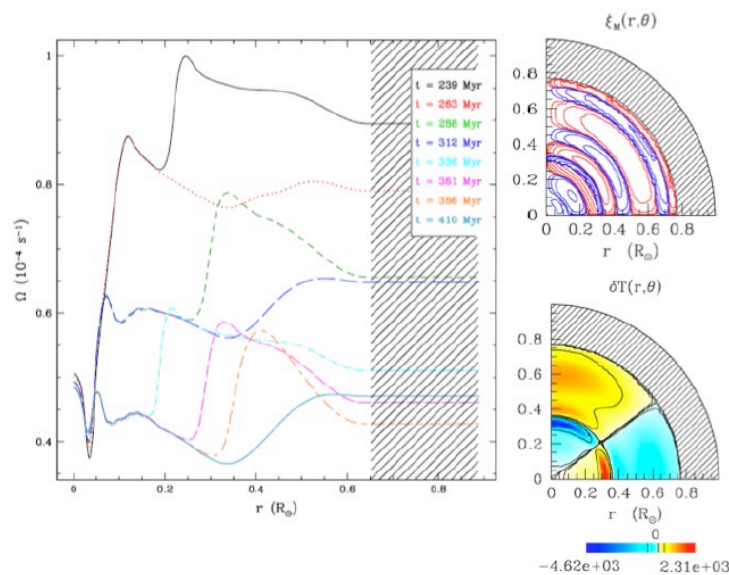 1
0.8
0.6
0.4
Ω (10⁻⁴ s⁻¹)
0
0.2
0.4
0.6
0.8
r (R⊙)
t = 239 Myr
t = 263 Myr
t = 288 Myr
t = 312 Myr
t = 336 Myr
t = 361 Myr
t = 386 Myr
t = 410 Myr
ξM(r,θ)
0.8
0.6
0.4
0.2
0
0 0.2 0.4 0.6 0.8
r (R⊙)
δT(r,θ)
0.8
0.6
0.4
0.2
0
0 0.2 0.4 0.6 0.8
r (R⊙)
0
−4.62e+03 2.31e+03